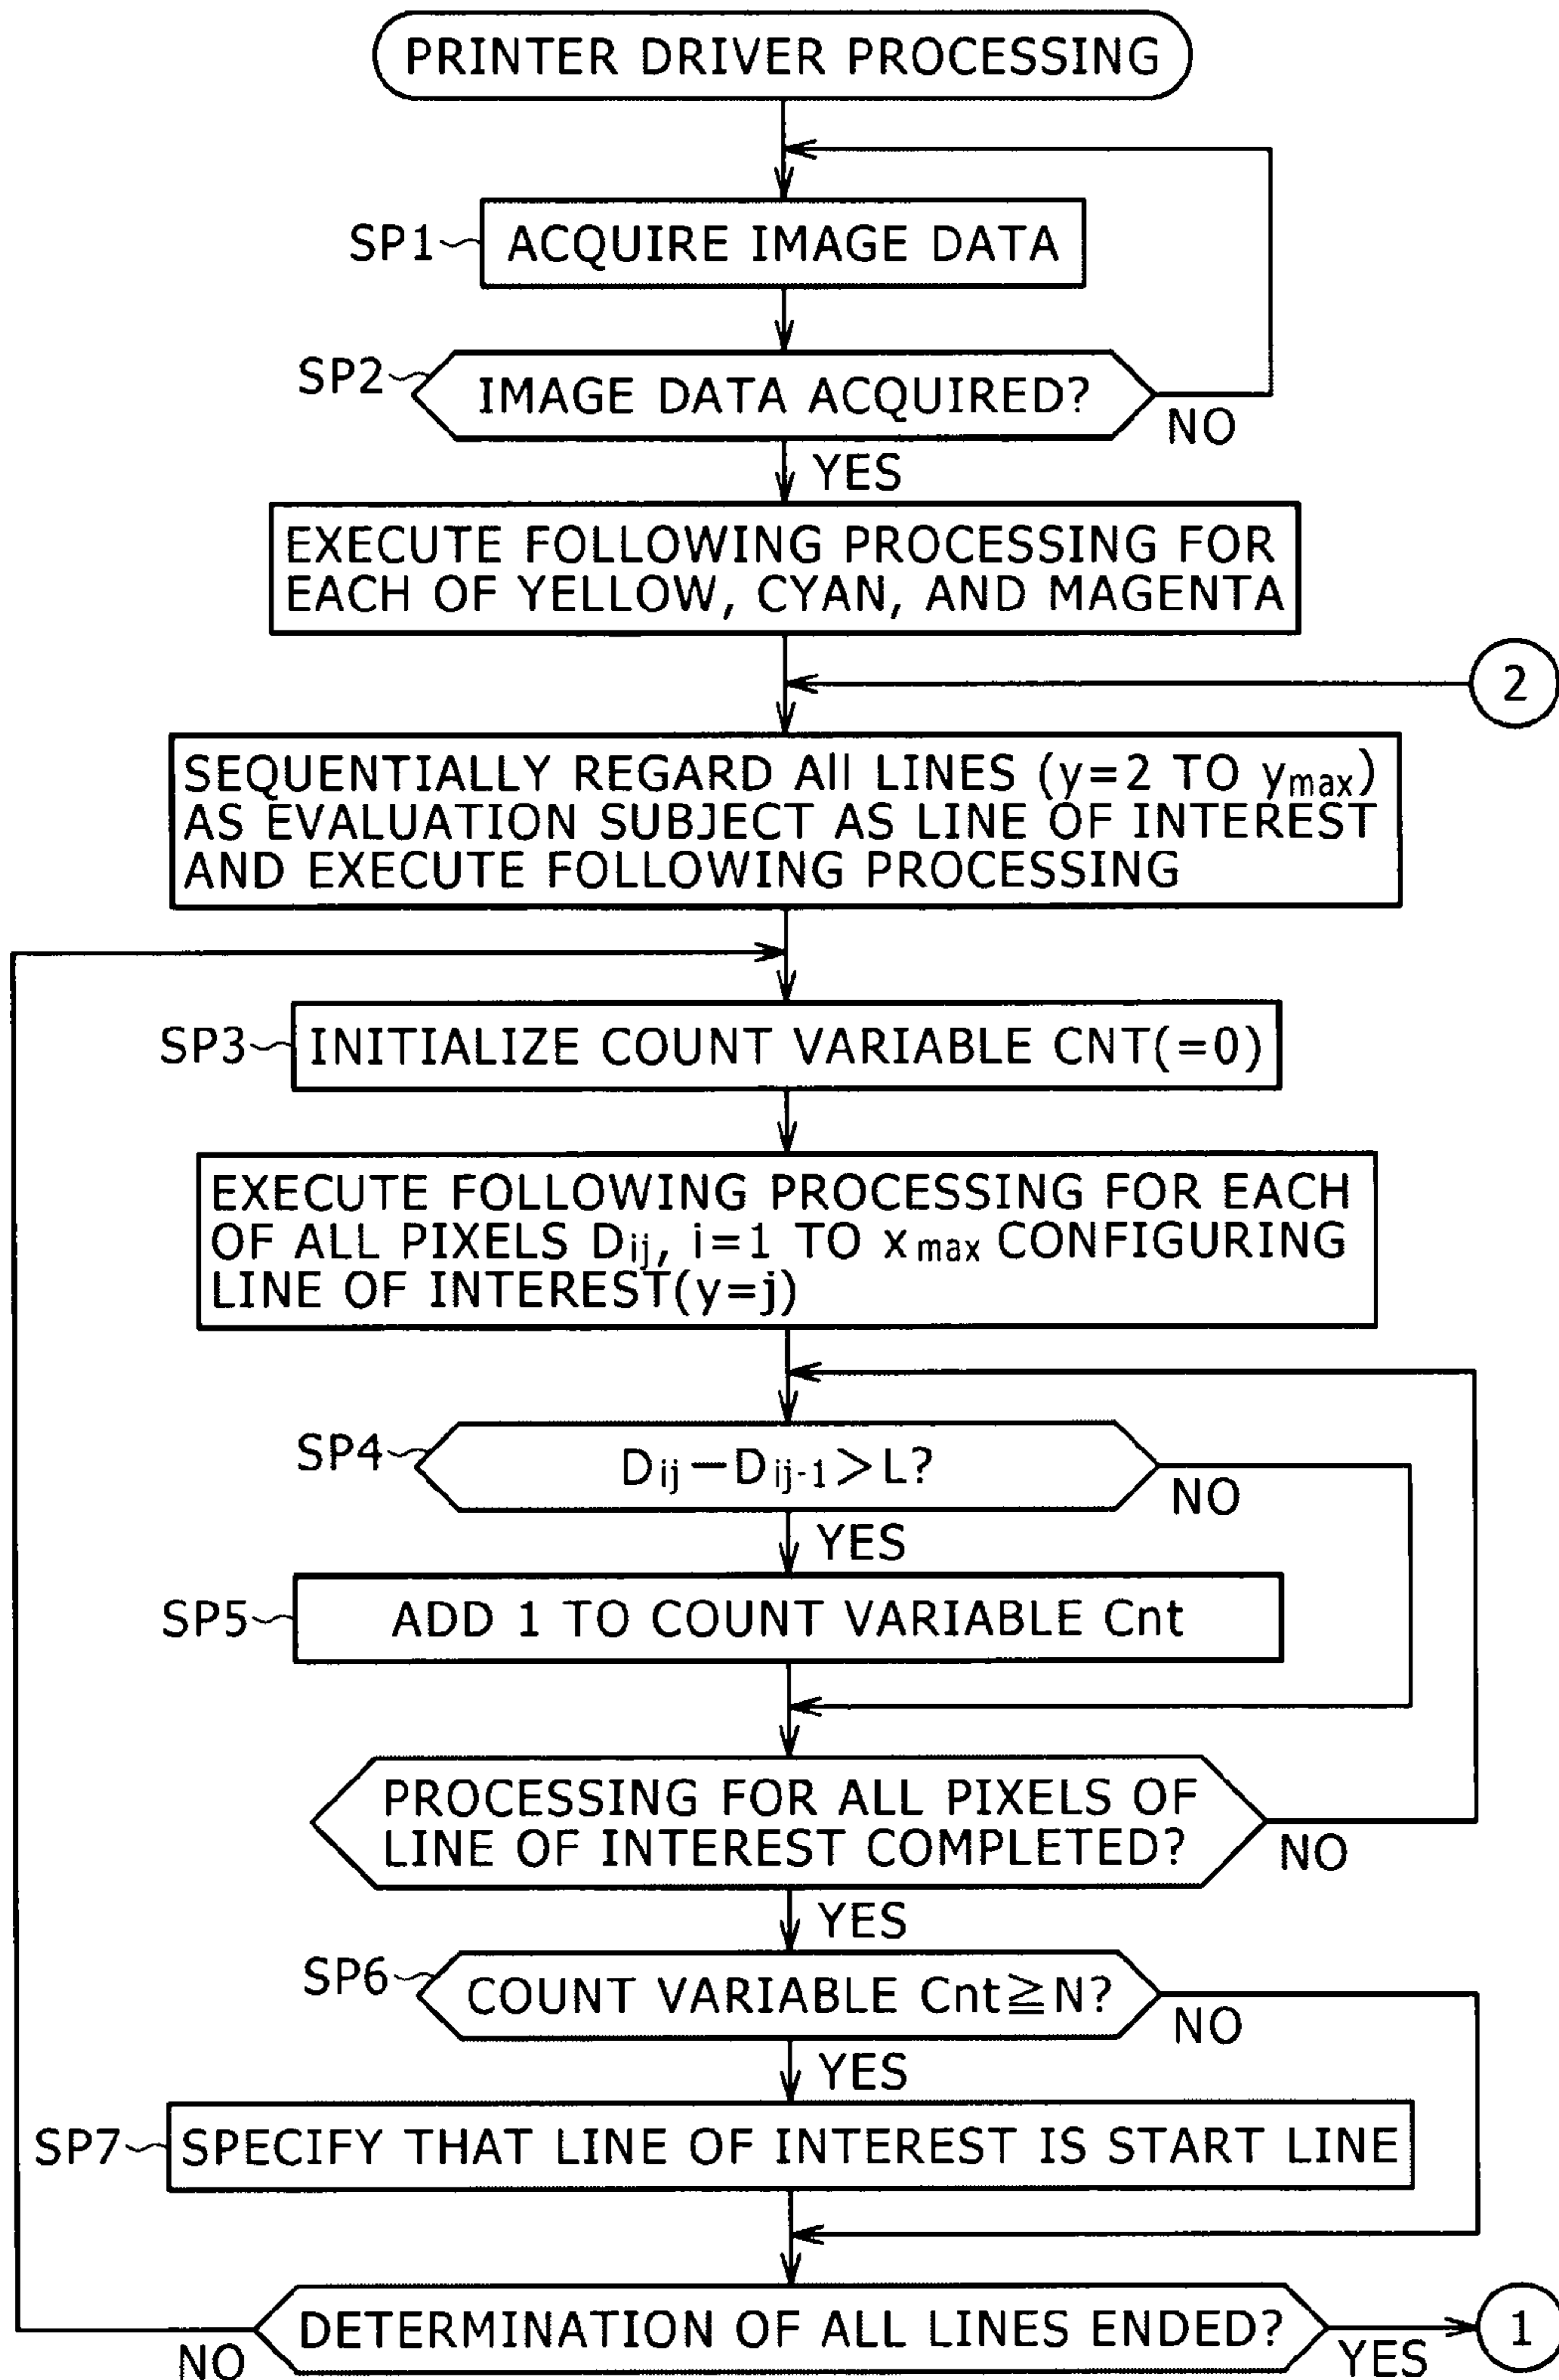 PRINTER DRIVER PROCESSING
SP1
ACQUIRE IMAGE DATA
SP2
IMAGE DATA ACQUIRED?
NO
YES
EXECUTE FOLLOWING PROCESSING FOR
EACH OF YELLOW, CYAN, AND MAGENTA
2
SEQUENTIALLY REGARD All LINES (y=2 TO ymax)
AS EVALUATION SUBJECT AS LINE OF INTEREST
AND EXECUTE FOLLOWING PROCESSING
SP3
INITIALIZE COUNT VARIABLE CNT(=0)
EXECUTE FOLLOWING PROCESSING FOR EACH
OF ALL PIXELS Dij, i=1 TO xmax CONFIGURING
LINE OF INTEREST(y=j)
SP4
Dij−Dij-1>L?
NO
YES
SP5
ADD 1 TO COUNT VARIABLE Cnt
PROCESSING FOR ALL PIXELS OF
LINE OF INTEREST COMPLETED?
NO
YES
SP6
COUNT VARIABLE Cnt≧N?
NO
YES
SP7
SPECIFY THAT LINE OF INTEREST IS START LINE
DETERMINATION OF ALL LINES ENDED?
1
NO
YES